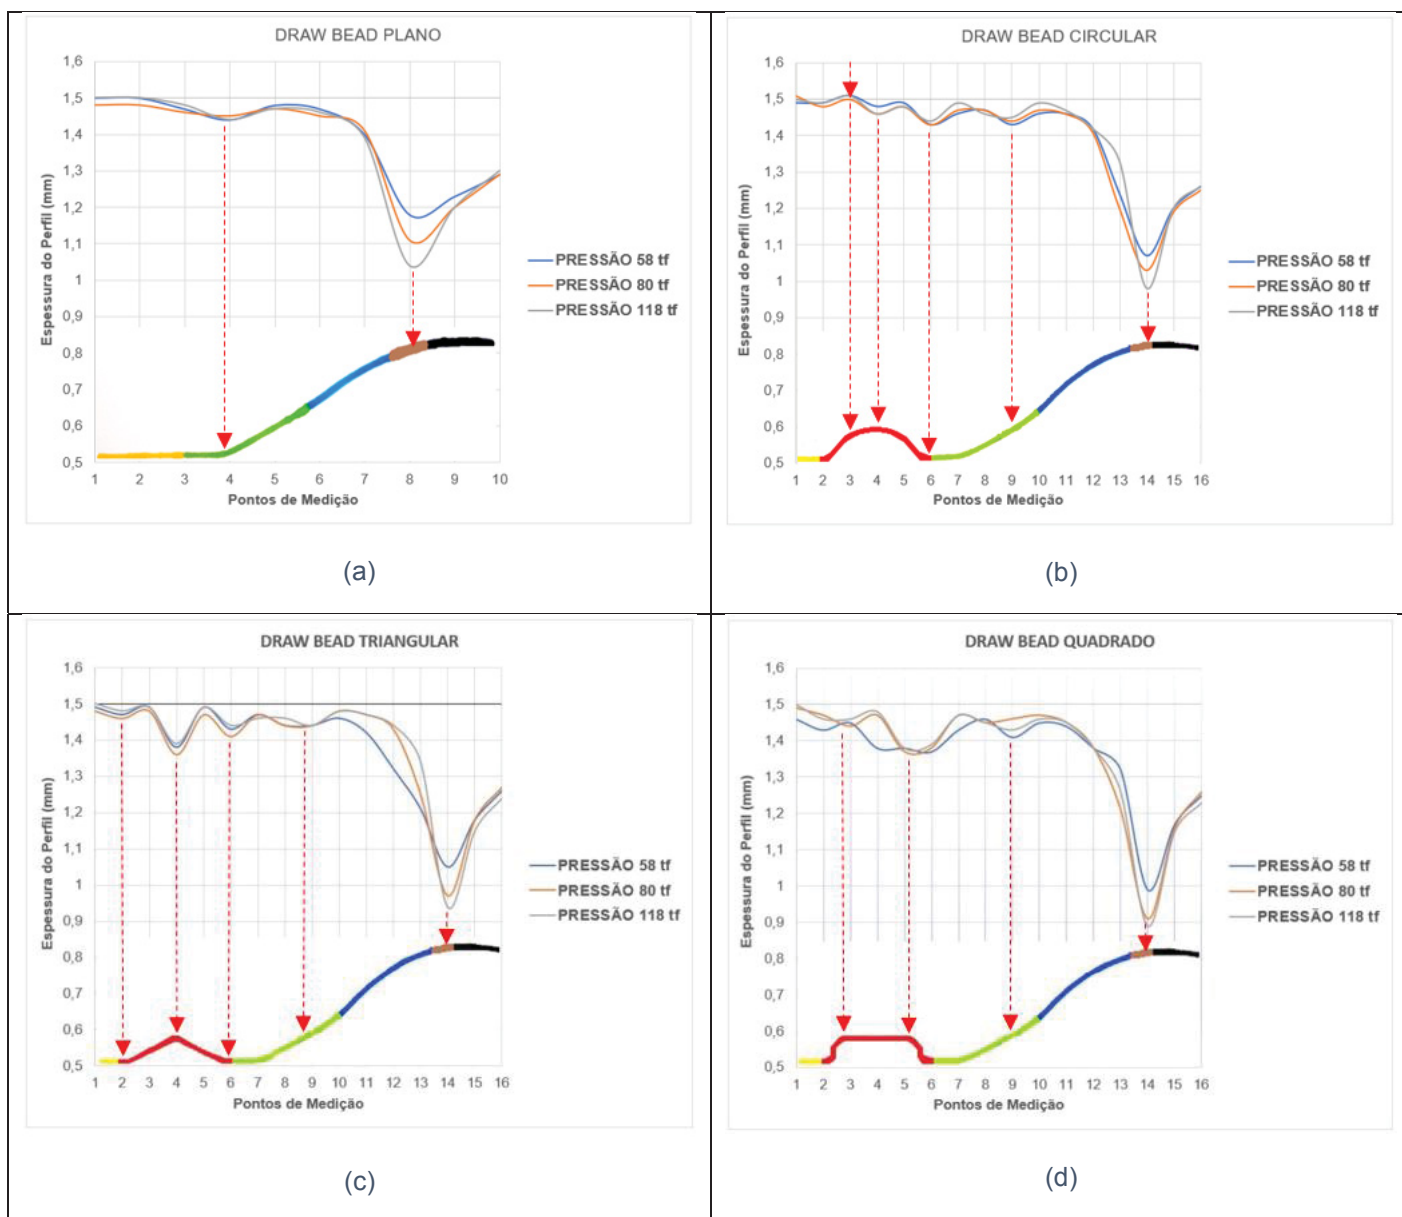 DRAW BEAD PLANO
1,6
1,5
1,4
1,3
1,2
1,1
1
0,9
0,8
0,7
0,6
0,5
Espessura do Perfil (mm)
1 2 3 4 5 6 7 8 9 10
Pontos de Medição
PRESSÃO 58 tf
PRESSÃO 80 tf
PRESSÃO 118 tf
(a)
DRAW BEAD CIRCULAR
1,6
1,5
1,4
1,3
1,2
1,1
1
0,9
0,8
0,7
0,6
0,5
Espessura do Perfil (mm)
1 2 3 4 5 6 7 8 9 10 11 12 13 14 15 16
Pontos de Medição
PRESSÃO 58 tf
PRESSÃO 80 tf
PRESSÃO 118 tf
(b)
DRAW BEAD TRIANGULAR
1,6
1,5
1,4
1,3
1,2
1,1
1
0,9
0,8
0,7
0,6
0,5
Espessura do Perfil (mm)
1 2 3 4 5 6 7 8 9 10 11 12 13 14 15 16
Pontos de Medição
PRESSÃO 58 tf
PRESSÃO 80 tf
PRESSÃO 118 tf
(c)
DRAW BEAD QUADRADO
1,6
1,5
1,4
1,3
1,2
1,1
1
0,9
0,8
0,7
0,6
0,5
Espessura do Perfil (mm)
1 2 3 4 5 6 7 8 9 10 11 12 13 14 15 16
Pontos de Medição
PRESSÃO 58 tf
PRESSÃO 80 tf
PRESSÃO 118 tf
(d)